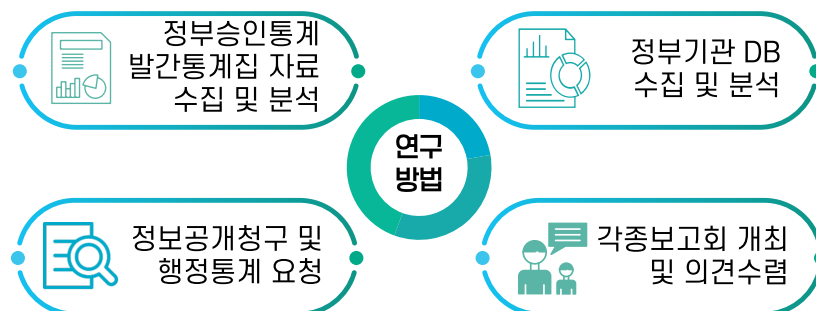 정부승인통계
발간통계집 자료
수집 및 분석
정부기관 DB
수집 및 분석
연구
방법
정보공개청구 및
행정통계 요청
각종보고회 개최
및 의견수렴